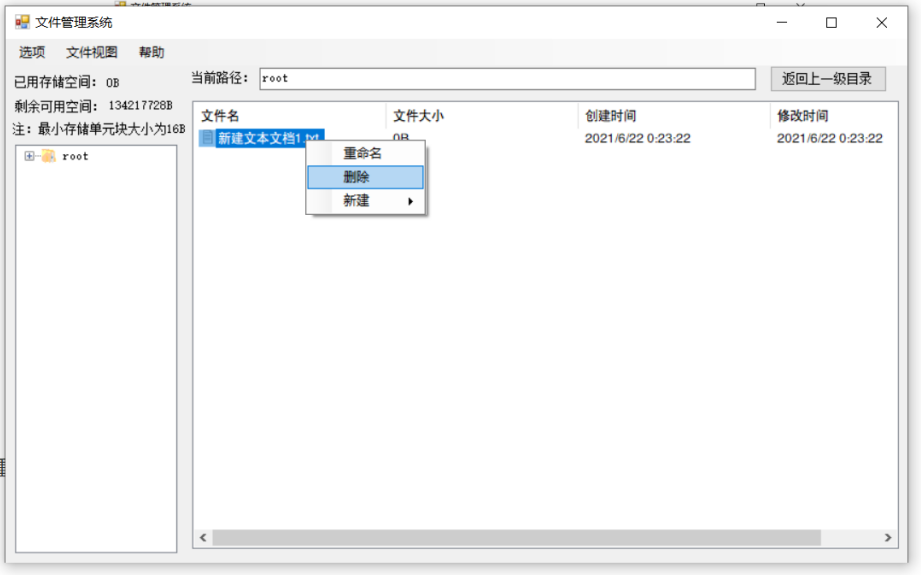 文件管理系统
选项 文件视图 帮助
已用存储空间: 0B
当前路径: root
返回上一级目录
剩余可用空间: 134217728B
注: 最小存储单元块大小为16B
root
文件名 文件大小 创建时间 修改时间
新建文本文档1.txt 0B 2021/6/22 0:23:22 2021/6/22 0:23:22
重命名
删除
新建